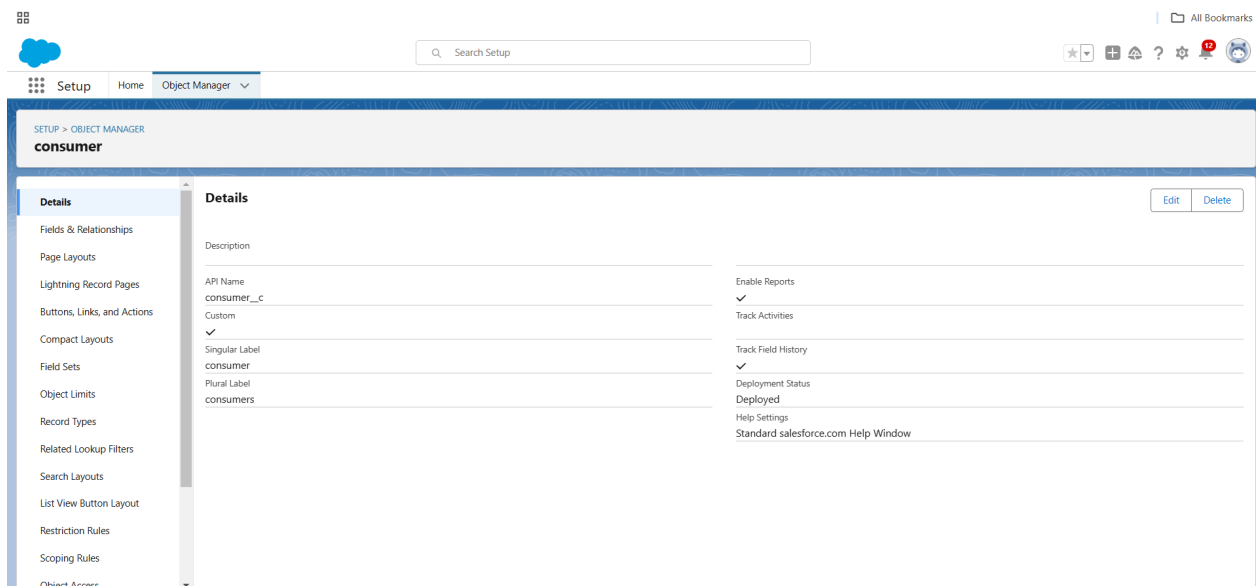 All Bookmarks
Search Setup
12
Setup
Home
Object Manager
SETUP > OBJECT MANAGER
consumer
Details
Fields & Relationships
Page Layouts
Lightning Record Pages
Buttons, Links, and Actions
Compact Layouts
Field Sets
Object Limits
Record Types
Related Lookup Filters
Search Layouts
List View Button Layout
Restriction Rules
Scoping Rules
Object Access
Details
Edit
Delete
Description
API Name
consumer__c
Custom
Singular Label
consumer
Plural Label
consumers
Enable Reports
Track Activities
Track Field History
Deployment Status
Deployed
Help Settings
Standard salesforce.com Help Window